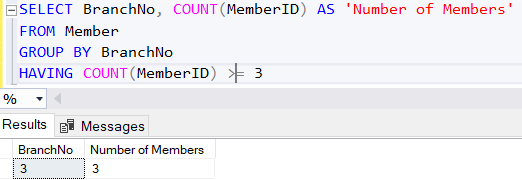 SELECT BranchNo, COUNT(MemberID) AS 'Number of Members'
FROM Member
GROUP BY BranchNo
HAVING COUNT(MemberID) >= 3
%
Results Messages
BranchNo Number of Members
3 3